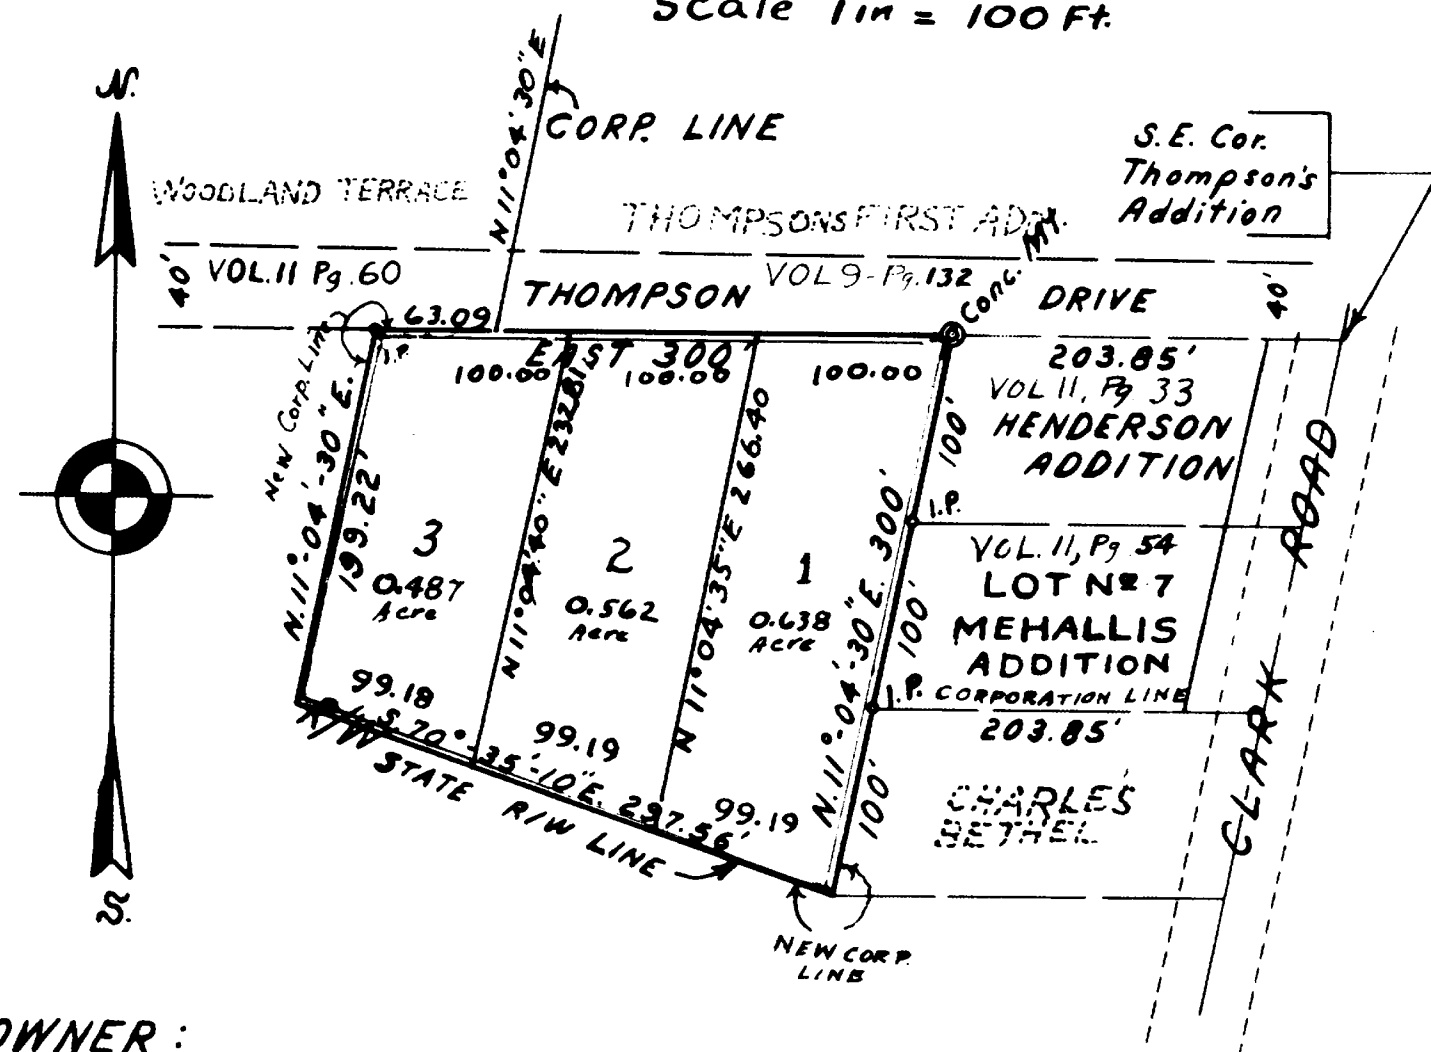 Scale 1 in = 100 Ft.
N.
N 11° 04' 30" E
CORP. LINE
S. E. Cor.
Thompson's
Addition
WOODLAND TERRACE
THOMPSONS FIRST ADN.
40'
VOL. 11 Pg. 60
VOL 9 - Pg. 132
Conc. My.
40'
THOMPSON DRIVE
63.09
I.P.
EAST 300
203.85'
100.00
100.00
100.00
New Corp. Line
VOL 11, Pg 33
HENDERSON
ADDITION
N. 11° - 04' - 30" E.
199.22'
N 11° 04' 40" E 232.81
N 11° 04' 35" E 266.40
N. 11° - 04' - 30" E. 300'
100'
I.P.
3
0.487
Acre
2
0.562
Acre
1
0.638
Acre
100'
VOL. 11, Pg 54
LOT Nº 7
MEHALLIS
ADDITION
I.P. CORPORATION LINE
203.85'
CLARK ROAD
99.18
99.19
99.19
S 70° - 35' - 10" E. 297.56'
STATE R/W LINE
100'
CHARLES
BETHEL
NEW CORP.
LINE
S.
OWNER :